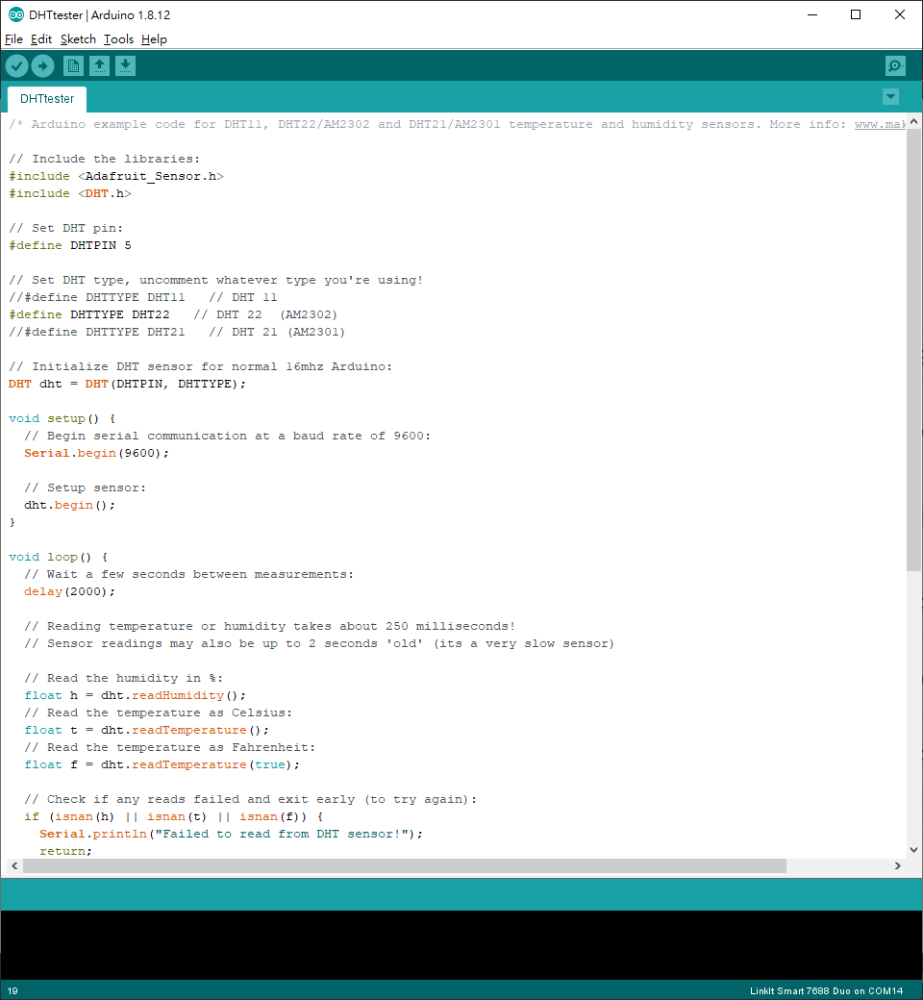 DHTtester | Arduino 1.8.12
File Edit Sketch Tools Help
DHTtester
/* Arduino example code for DHT11, DHT22/AM2302 and DHT21/AM2301 temperature and humidity sensors. More info: www.mak
// Include the libraries:
#include <Adafruit_Sensor.h>
#include <DHT.h>
// Set DHT pin:
#define DHTPIN 5
// Set DHT type, uncomment whatever type you're using!
//#define DHTTYPE DHT11   // DHT 11
#define DHTTYPE DHT22   // DHT 22  (AM2302)
//#define DHTTYPE DHT21   // DHT 21 (AM2301)
// Initialize DHT sensor for normal 16mhz Arduino:
DHT dht = DHT(DHTPIN, DHTTYPE);
void setup() {
  // Begin serial communication at a baud rate of 9600:
  Serial.begin(9600);
  // Setup sensor:
  dht.begin();
}
void loop() {
  // Wait a few seconds between measurements:
  delay(2000);
  // Reading temperature or humidity takes about 250 milliseconds!
  // Sensor readings may also be up to 2 seconds 'old' (its a very slow sensor)
  // Read the humidity in %:
  float h = dht.readHumidity();
  // Read the temperature as Celsius:
  float t = dht.readTemperature();
  // Read the temperature as Fahrenheit:
  float f = dht.readTemperature(true);
  // Check if any reads failed and exit early (to try again):
  if (isnan(h) || isnan(t) || isnan(f)) {
    Serial.println("Failed to read from DHT sensor!");
    return;
19
LinkIt Smart 7688 Duo on COM14